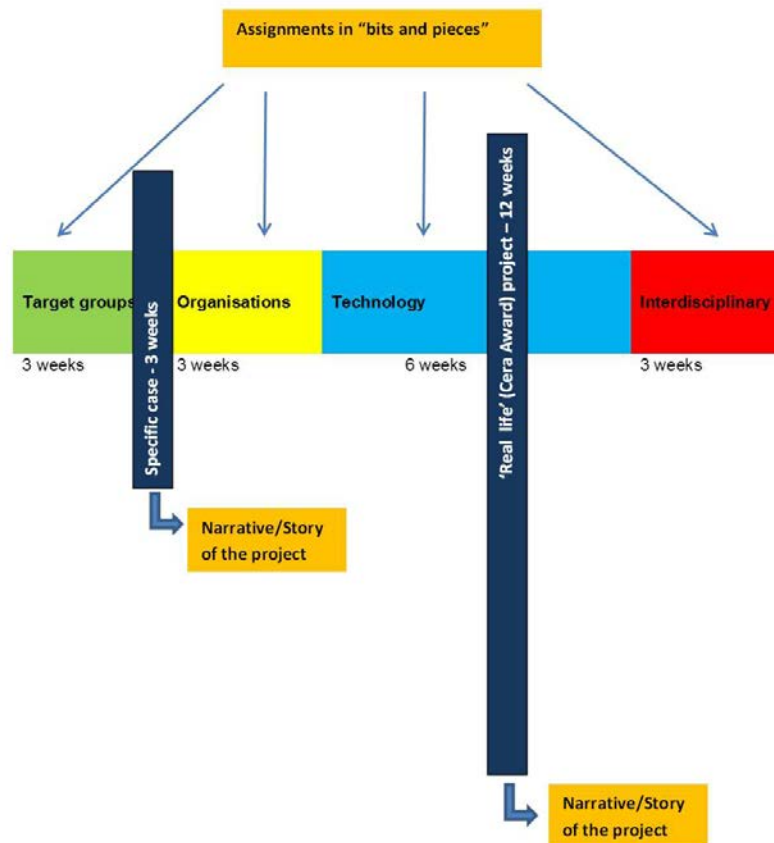 Assignments in “bits and pieces”
Target groups
Organisations
Technology
Interdisciplinary
3 weeks
3 weeks
6 weeks
3 weeks
Specific case - 3 weeks
‘Real life’ (Cera Award) project – 12 weeks
Narrative/Story
of the project
Narrative/Story
of the project